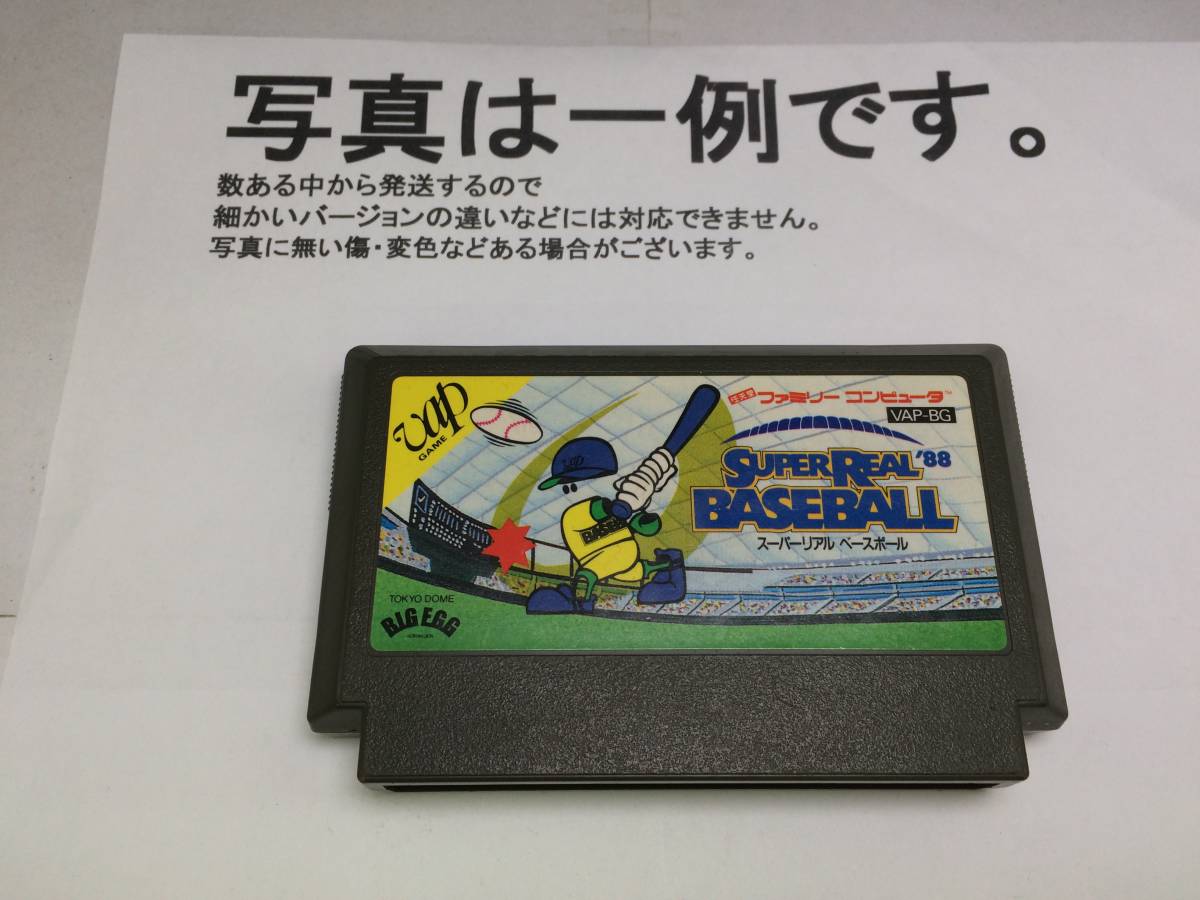 写真は一例です。
数ある中から発送するので
細かいバージョンの違いなどには対応できません。
写真に無い傷・変色などある場合がございます。
vap
GAME
任天堂 ファミリー コンピュータ™
VAP-BG
SUPER REAL '88
BASEBALL
スーパーリアル ベースボール
TOKYO DOME
BIG EGG